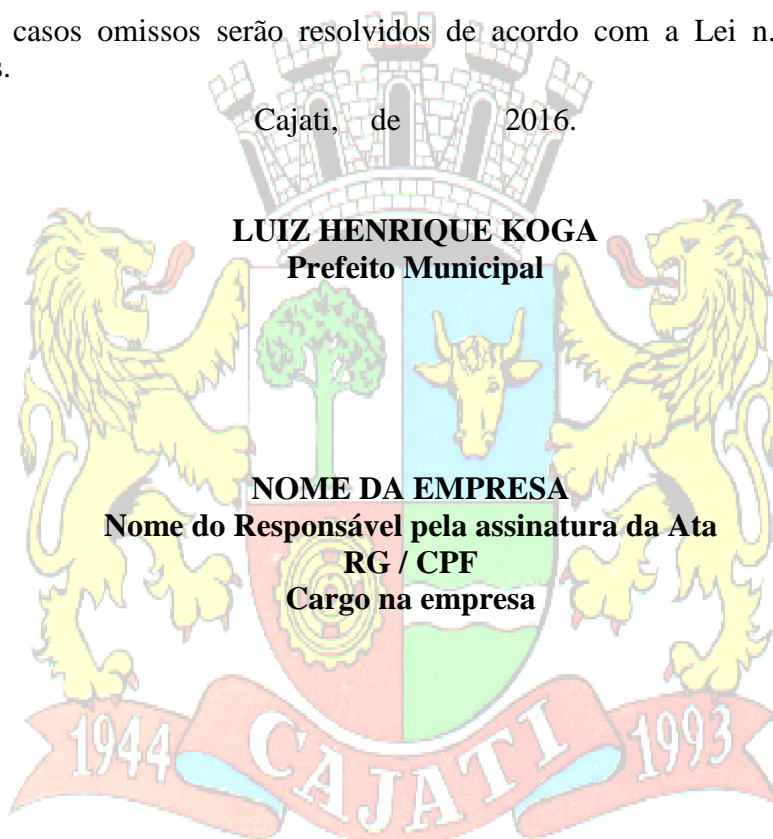 casos omissos serão resolvidos de acordo com a Lei n.
s.
Cajati, de 2016.
LUIZ HENRIQUE KOGA
Prefeito Municipal
NOME DA EMPRESA
Nome do Responsável pela assinatura da Ata
RG / CPF
Cargo na empresa
1944 CAJATI 1993